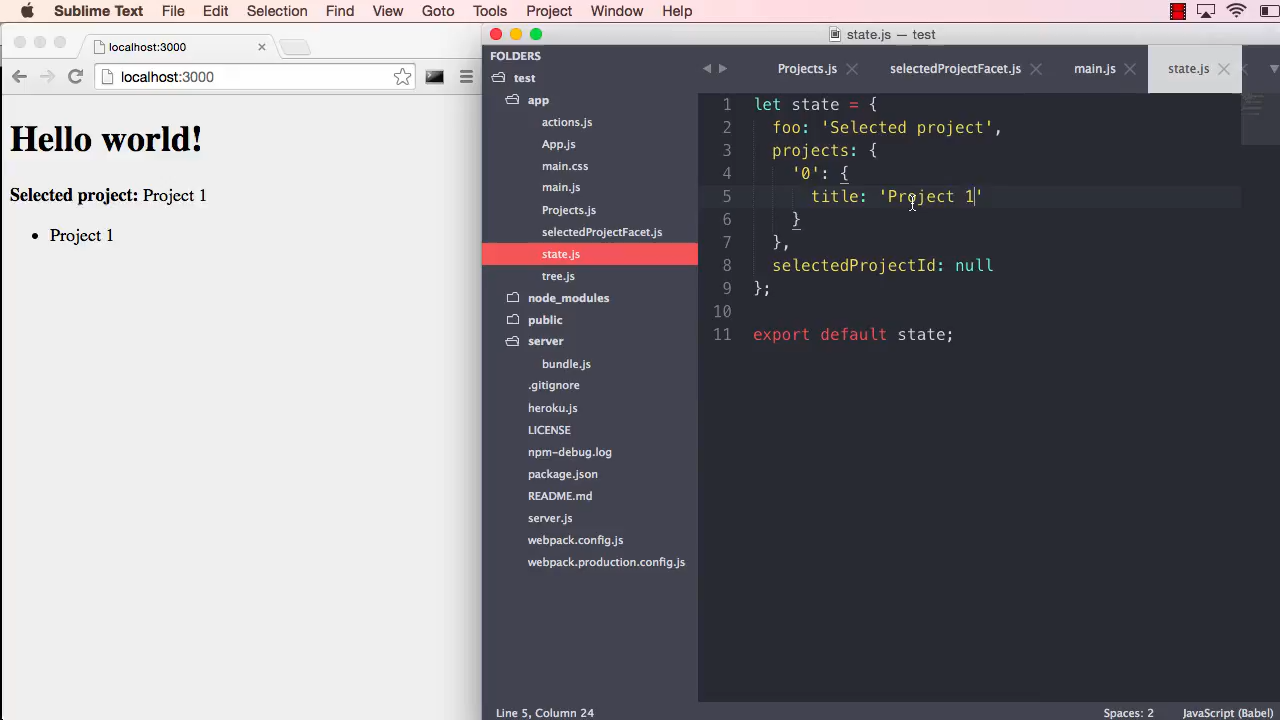 Sublime Text File Edit Selection Find View Goto Tools Project Window Help
localhost:3000
localhost:3000
Hello world!
Selected project: Project 1
Project 1
state.js — test
FOLDERS
test
app
actions.js
App.js
main.css
main.js
Projects.js
selectedProjectFacet.js
state.js
tree.js
node_modules
public
server
bundle.js
.gitignore
heroku.js
LICENSE
npm-debug.log
package.json
README.md
server.js
webpack.config.js
webpack.production.config.js
Projects.js selectedProjectFacet.js main.js state.js
1 let state = {
2 foo: 'Selected project',
3 projects: {
4 '0': {
5 title: 'Project 1'
6 }
7 },
8 selectedProjectId: null
9 };
10
11 export default state;
Line 5, Column 24 Spaces: 2 JavaScript (Babel)